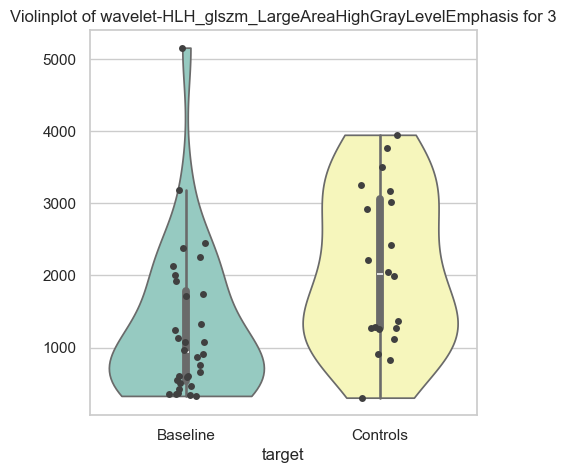 Violinplot of wavelet-HLH_glszm_LargeAreaHighGrayLevelEmphasis for 3
5000
4000
3000
2000
1000
Baseline
Controls
target